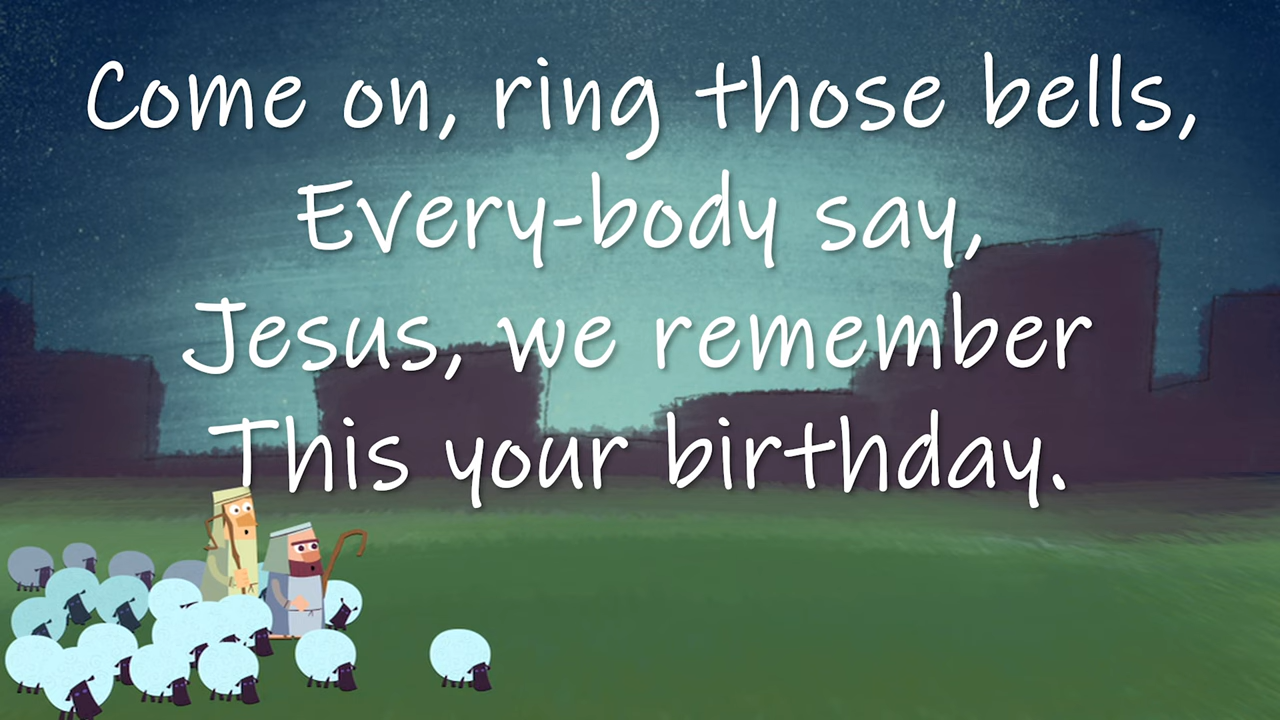 Come on, ring those bells,
Every-body say,
Jesus, we remember
This your birthday.